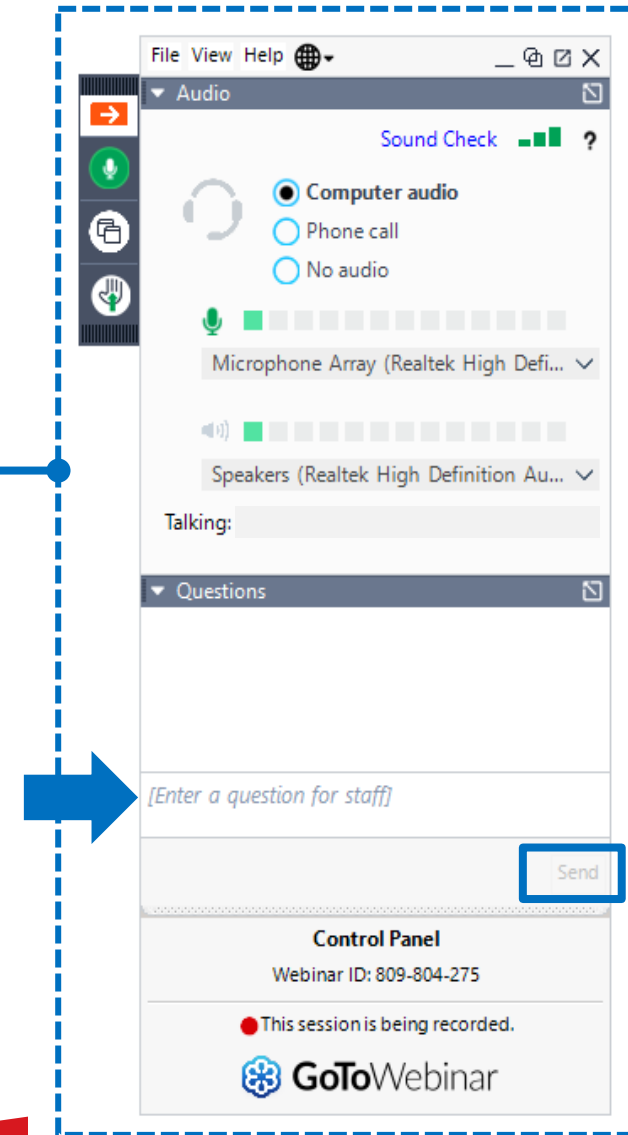 File View Help
Audio
Sound Check ?
Computer audio
Phone call
No audio
Microphone Array (Realtek High Defi...
Speakers (Realtek High Definition Au...
Talking:
Questions
[Enter a question for staff]
Send
Control Panel
Webinar ID: 809-804-275
This session is being recorded.
GoToWebinar